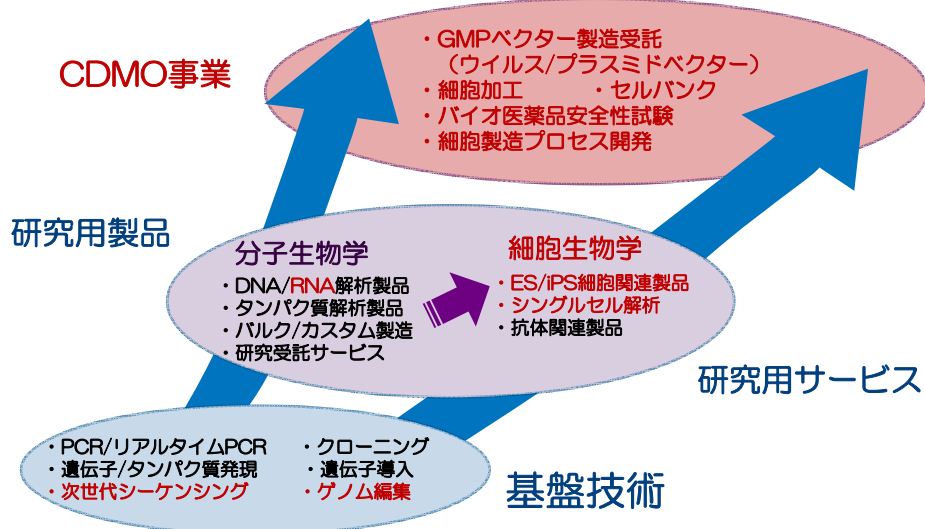 CDMO事業
・GMPベクター製造受託
（ウイルス/プラスミドベクター）
・細胞加工　・セルバンク
・バイオ医薬品安全性試験
・細胞製造プロセス開発
研究用製品
分子生物学
・DNA/RNA解析製品
・タンパク質解析製品
・バルク/カスタム製造
・研究受託サービス
細胞生物学
・ES/iPS細胞関連製品
・シングルセル解析
・抗体関連製品
研究用サービス
・PCR/リアルタイムPCR　・クローニング
・遺伝子/タンパク質発現　・遺伝子導入
・次世代シーケンシング　・ゲノム編集
基盤技術